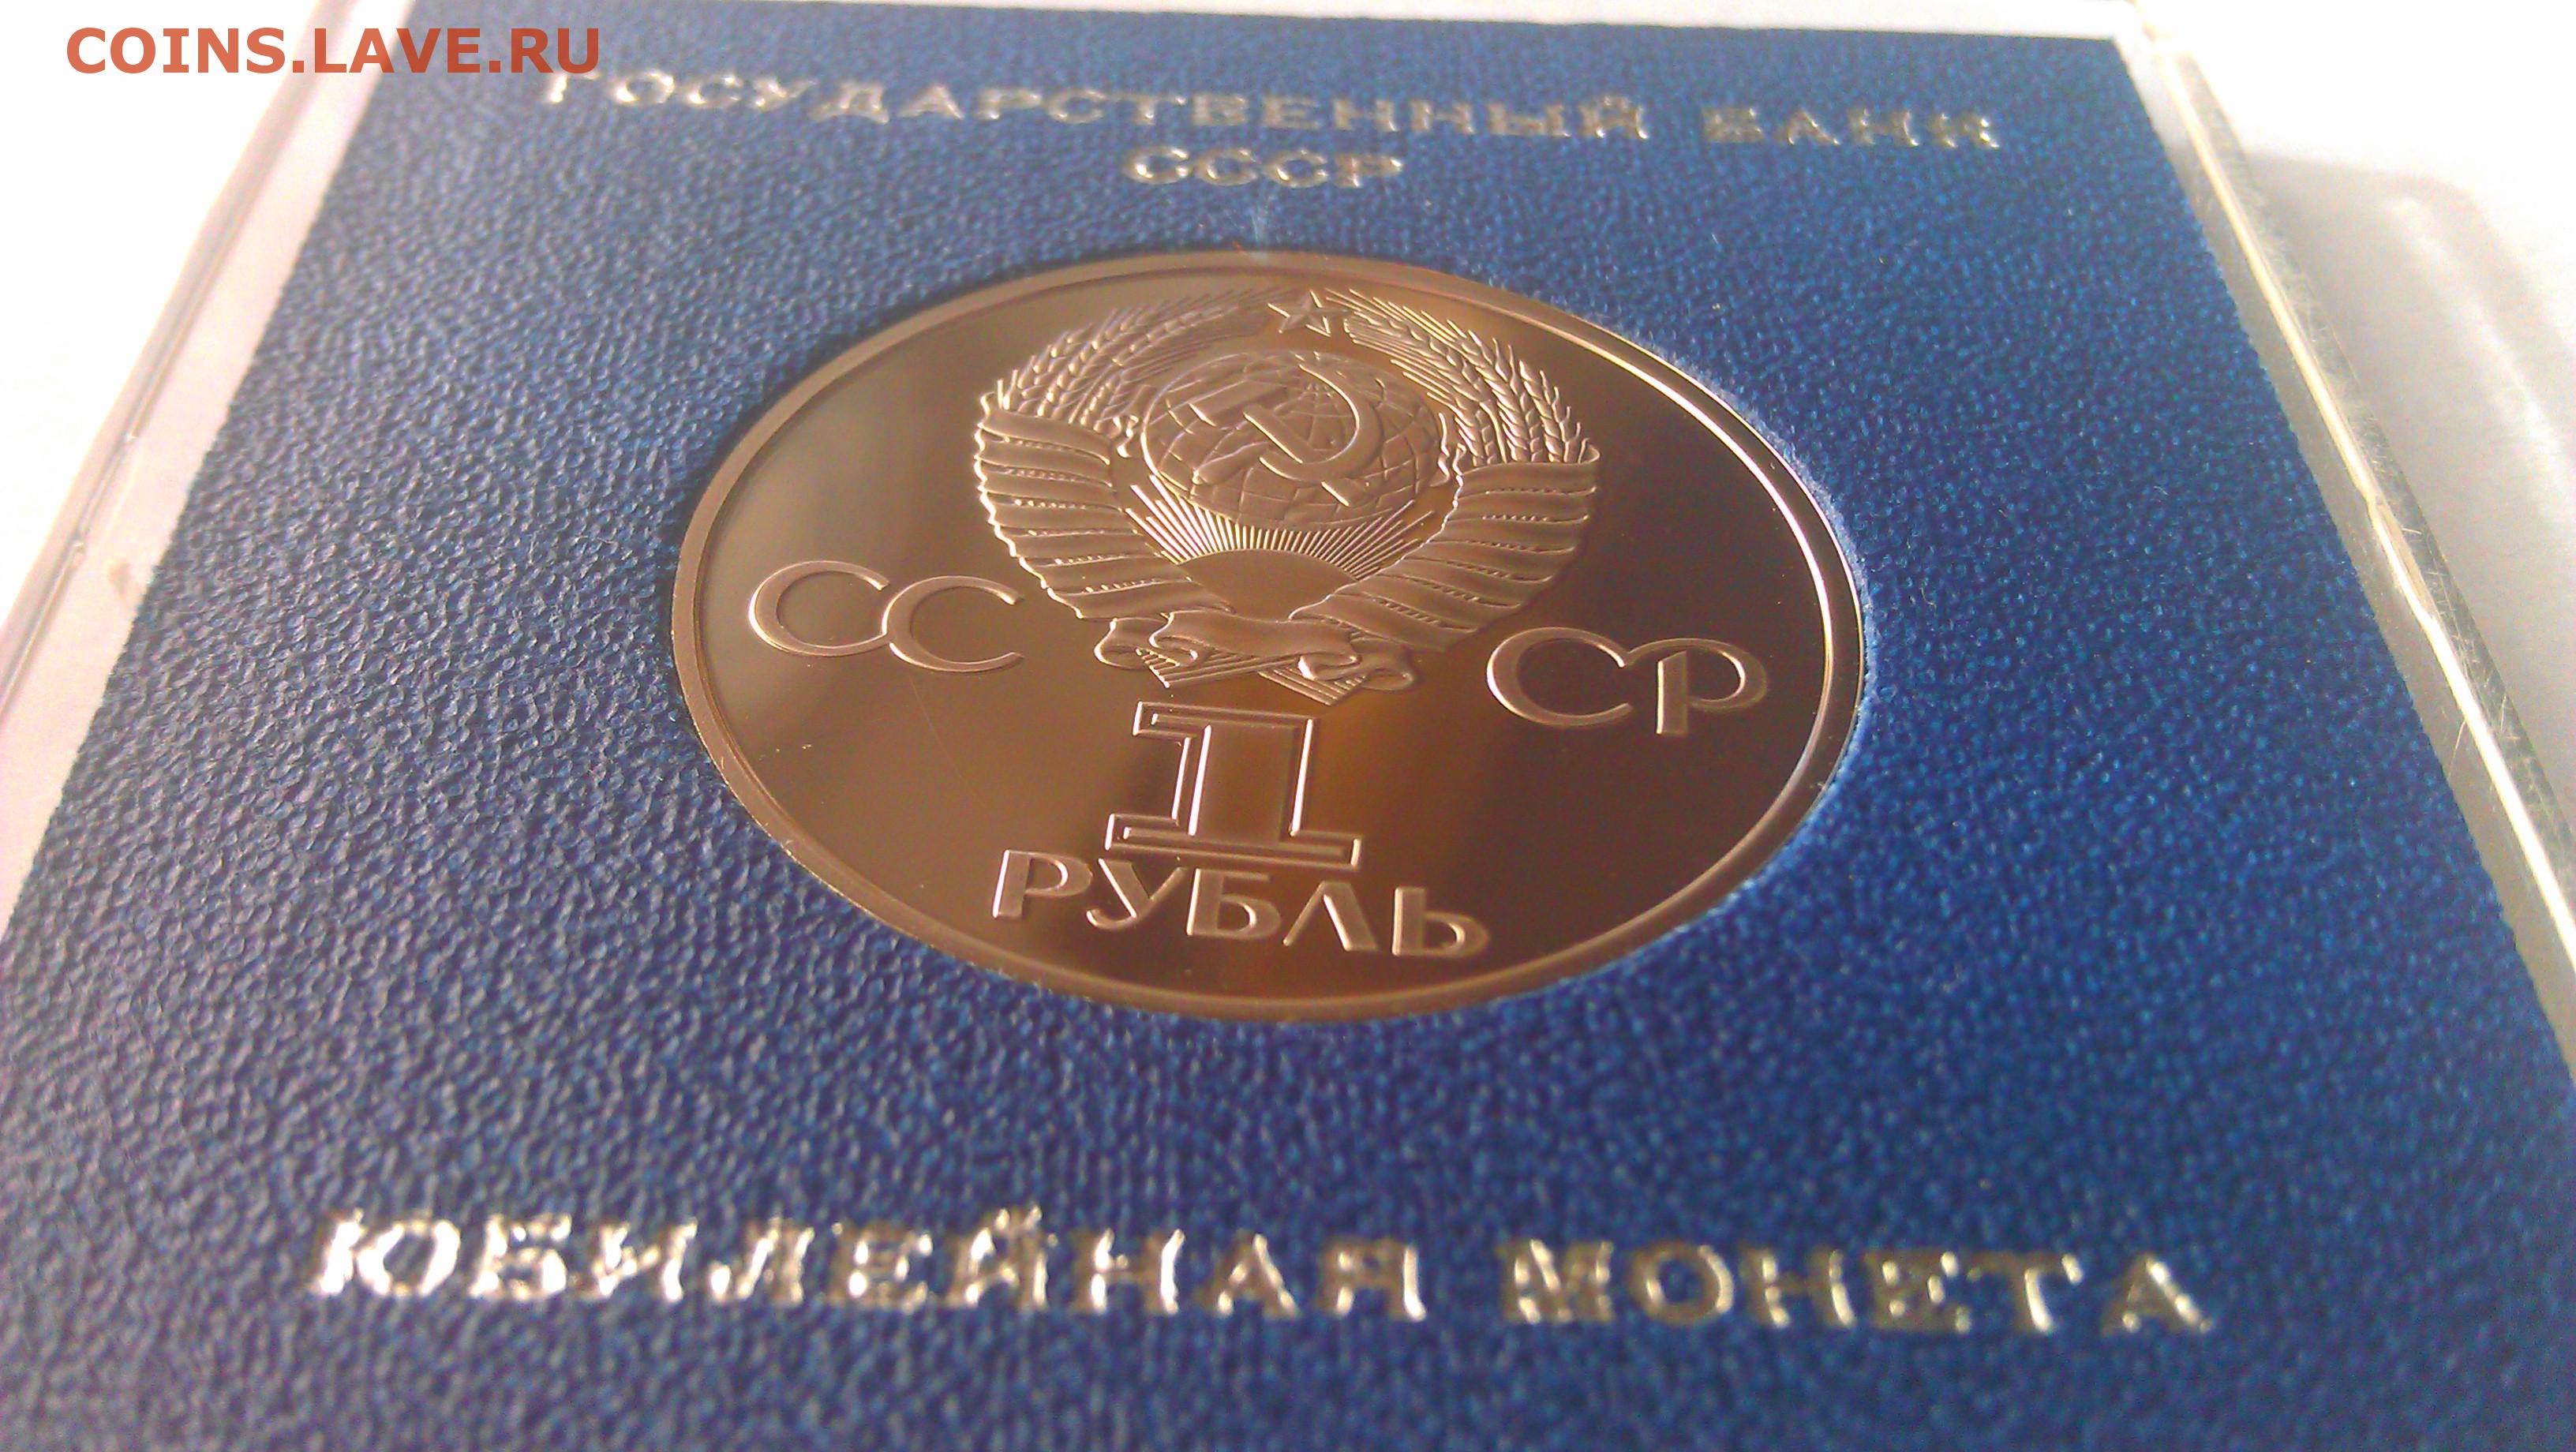 COINS.LAVE.RU
ГОСУДАРСТВЕННЫЙ БАНК
СССР
СС СР
1
РУБЛЬ
ЮБИЛЕЙНАЯ МОНЕТА